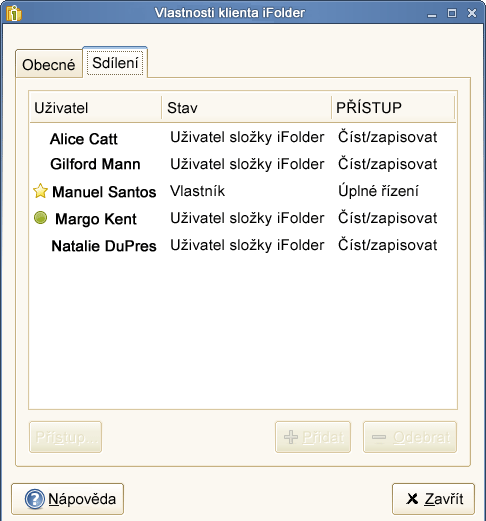 Vlastnosti klienta iFolder
Obecné Sdílení
Uživatel Stav PŘÍSTUP
Alice Catt Uživatel složky iFolder Číst/zapisovat
Gilford Mann Uživatel složky iFolder Číst/zapisovat
Manuel Santos Vlastník Úplné řízení
Margo Kent Uživatel složky iFolder Číst/zapisovat
Natalie DuPres Uživatel složky iFolder Číst/zapisovat
Přístup... Přidat Odebrat
Nápověda Zavřít